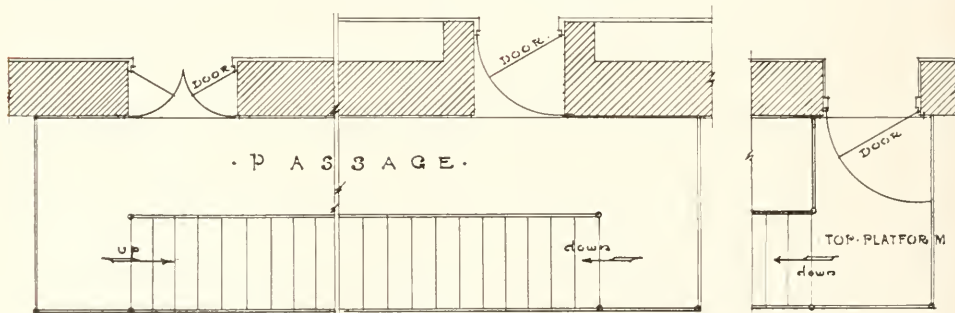 DOOR
DOOR.
DOOR
· PASSAGE ·
up
down
TOP·PLATFORM
down